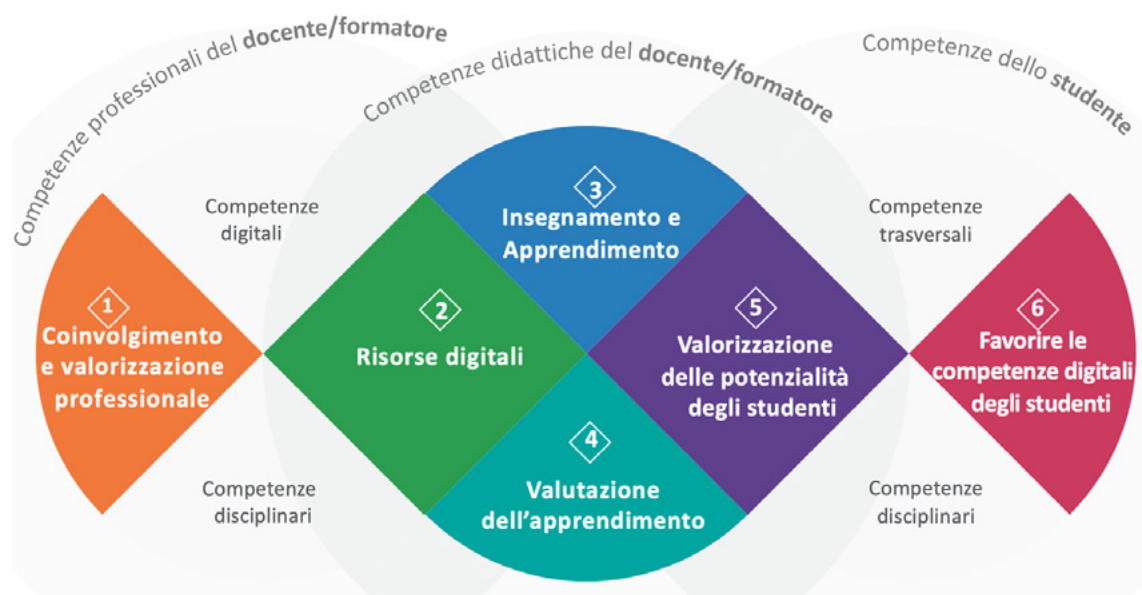 Competenze professionali del docente/formatore
Competenze didattiche del docente/formatore
Competenze dello studente
Competenze
digitali
Competenze
trasversali
1
Coinvolgimento
e valorizzazione
professionale
2
Risorse digitali
3
Insegnamento e
Apprendimento
4
Valutazione
dell’apprendimento
5
Valorizzazione
delle potenzialità
degli studenti
6
Favorire le
competenze digitali
degli studenti
Competenze
disciplinari
Competenze
disciplinari